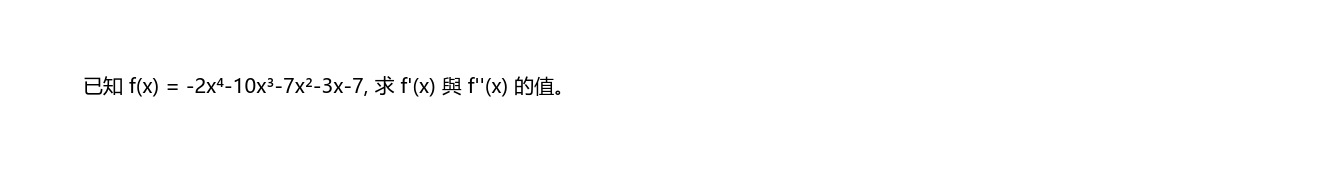 已知 f(x) = -2x⁴-10x³-7x²-3x-7, 求 f'(x) 與 f''(x) 的值。